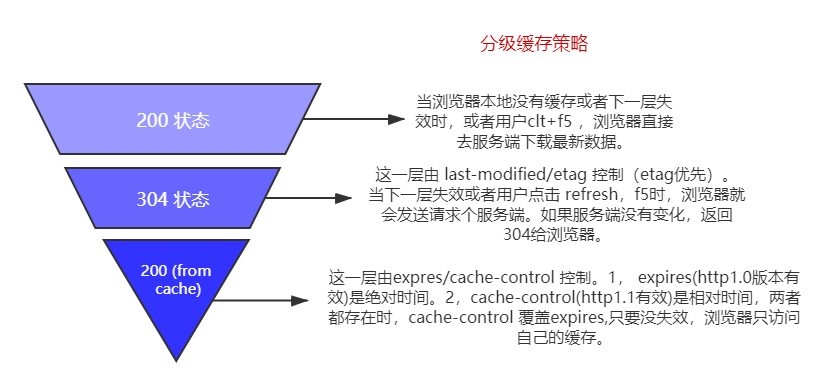 分级缓存策略
200 状态
当浏览器本地没有缓存或者下一层失
效时，或者用户clt+f5 ，浏览器直接
去服务端下载最新数据。
304 状态
这一层由 last-modified/etag 控制（etag优先）。
当下一层失效或者用户点击 refresh，f5时，浏览器就
会发送请求个服务端。如果服务端没有变化，返回
304给浏览器。
200 (from
cache)
这一层由expres/cache-control 控制。1， expires(http1.0版本有
效)是绝对时间。2，cache-control(http1.1有效)是相对时间，两者
都存在时，cache-control 覆盖expires,只要没失效，浏览器只访问
自己的缓存。